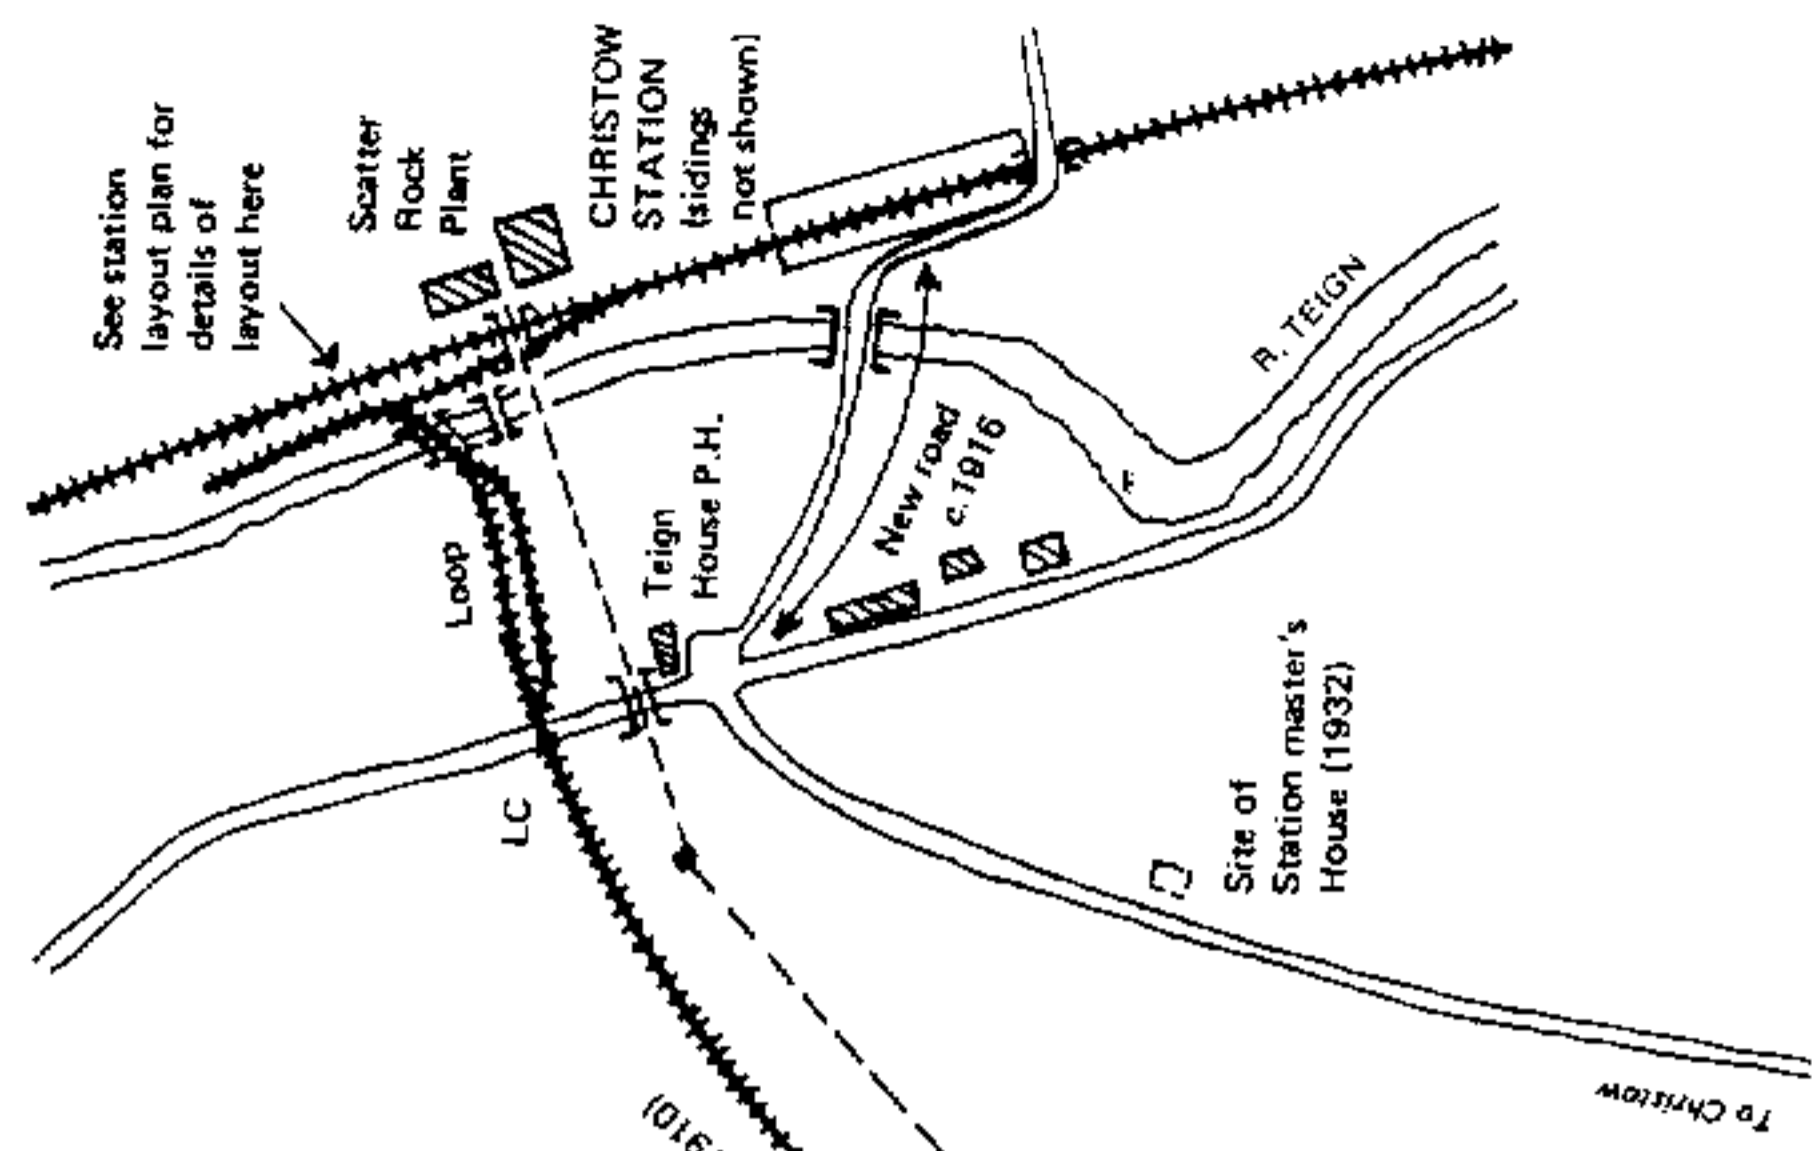 See station
layout plan for
details of
layout here
Scatter
Rock
Plant
CHRISTOW
STATION
(sidings
not shown)
R. TEIGN
New road
c. 1916
Teign
House P.H.
Loop
LC
Site of
Station master's
House (1932)
To Christow
910)
F